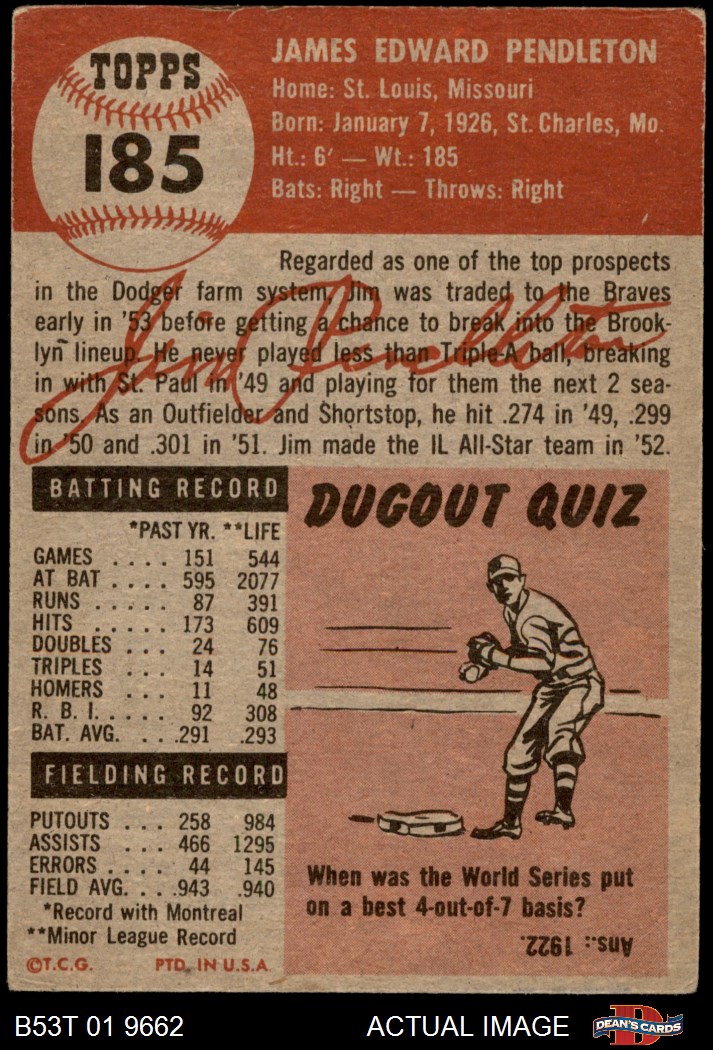 TOPPS
185
JAMES EDWARD PENDLETON
Home: St. Louis, Missouri
Born: January 7, 1926, St. Charles, Mo.
Ht.: 6′ — Wt.: 185
Bats: Right — Throws: Right
Regarded as one of the top prospects
in the Dodger farm system, Jim was traded to the Braves
early in '53 before getting a chance to break into the Brook-
lyn lineup. He never played less than Triple-A ball, breaking
in with St. Paul in '49 and playing for them the next 2 sea-
sons. As an Outfielder and Shortstop, he hit .274 in '49, .299
in '50 and .301 in '51. Jim made the IL All-Star team in '52.
Jim Pendleton
BATTING RECORD
*PAST YR. **LIFE
GAMES .... 151 544
AT BAT .... 595 2077
RUNS ..... 87 391
HITS ..... 173 609
DOUBLES ... 24 76
TRIPLES ... 14 51
HOMERS ... 11 48
R. B. I. .... 92 308
BAT. AVG. ...291 .293
FIELDING RECORD
PUTOUTS ... 258 984
ASSISTS ... 466 1295
ERRORS .... 44 145
FIELD AVG. ...943 .940
*Record with Montreal
**Minor League Record
©T.C.G. PTD. IN U.S.A
DUGOUT QUIZ
When was the World Series put
on a best 4-out-of-7 basis?
Ans.: 1922.
B53T 01 9662 ACTUAL IMAGE
B
DEAN'S CARDS